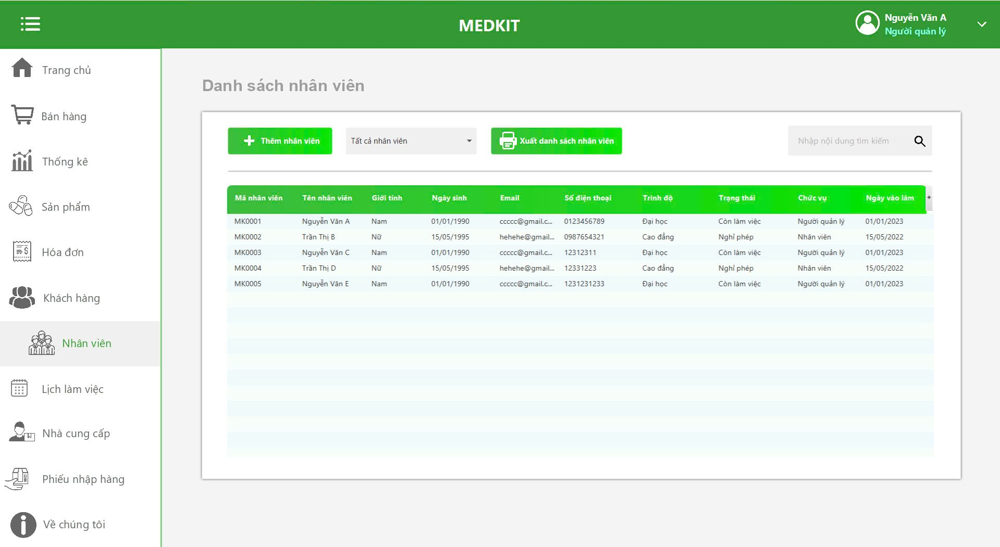 MEDKIT
Nguyễn Văn A
Người quản lý
Trang chủ
Bán hàng
Thống kê
Sản phẩm
Hóa đơn
Khách hàng
Nhân viên
Lịch làm việc
Nhà cung cấp
Phiếu nhập hàng
Về chúng tôi
Danh sách nhân viên
Thêm nhân viên Tất cả nhân viên Xuất danh sách nhân viên Nhập nội dung tìm kiếm
Mã nhân viên Tên nhân viên Giới tính Ngày sinh Email Số điện thoại Trình độ Trạng thái Chức vụ Ngày vào làm +
MK0001 Nguyễn Văn A Nam 01/01/1990 ccccc@gmail.c... 0123456789 Đại học Còn làm việc Người quản lý 01/01/2023
MK0002 Trần Thị B Nữ 15/05/1995 hehehe@gmail... 0987654321 Cao đẳng Nghỉ phép Nhân viên 15/05/2022
MK0003 Nguyễn Văn C Nam 01/01/1990 ccccc@gmail.c... 12312311 Đại học Còn làm việc Người quản lý 01/01/2023
MK0004 Trần Thị D Nữ 15/05/1995 hehehe@gmail... 12331223 Cao đẳng Nghỉ phép Nhân viên 15/05/2022
MK0005 Nguyễn Văn E Nam 01/01/1990 ccccc@gmail.c... 1231231233 Đại học Còn làm việc Người quản lý 01/01/2023